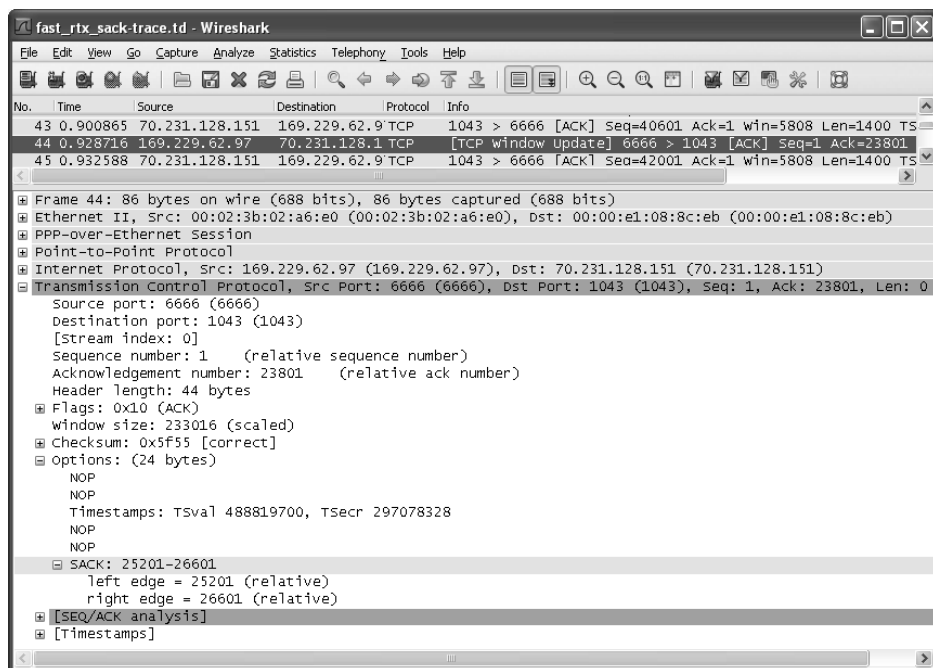 fast_rtx_sack-trace.td - Wireshark
File Edit View Go Capture Analyze Statistics Telephony Tools Help
No. Time Source Destination Protocol Info
43 0.900865 70.231.128.151 169.229.62.9 TCP 1043 > 6666 [ACK] Seq=40601 Ack=1 Win=5808 Len=1400 TS
44 0.928716 169.229.62.97 70.231.128.1 TCP [TCP Window Update] 6666 > 1043 [ACK] Seq=1 Ack=23801
45 0.932588 70.231.128.151 169.229.62.9 TCP 1043 > 6666 [ACK] Seq=42001 Ack=1 Win=5808 Len=1400 TS
Frame 44: 86 bytes on wire (688 bits), 86 bytes captured (688 bits)
Ethernet II, Src: 00:02:3b:02:a6:e0 (00:02:3b:02:a6:e0), Dst: 00:00:e1:08:8c:eb (00:00:e1:08:8c:eb)
PPP-over-Ethernet Session
Point-to-Point Protocol
Internet Protocol, Src: 169.229.62.97 (169.229.62.97), Dst: 70.231.128.151 (70.231.128.151)
Transmission Control Protocol, Src Port: 6666 (6666), Dst Port: 1043 (1043), Seq: 1, Ack: 23801, Len: 0
Source port: 6666 (6666)
Destination port: 1043 (1043)
[Stream index: 0]
Sequence number: 1 (relative sequence number)
Acknowledgement number: 23801 (relative ack number)
Header length: 44 bytes
Flags: 0x10 (ACK)
Window size: 233016 (scaled)
Checksum: 0x5f55 [correct]
Options: (24 bytes)
NOP
NOP
Timestamps: TSval 488819700, TSecr 297078328
NOP
NOP
SACK: 25201-26601
left edge = 25201 (relative)
right edge = 26601 (relative)
[SEQ/ACK analysis]
[Timestamps]